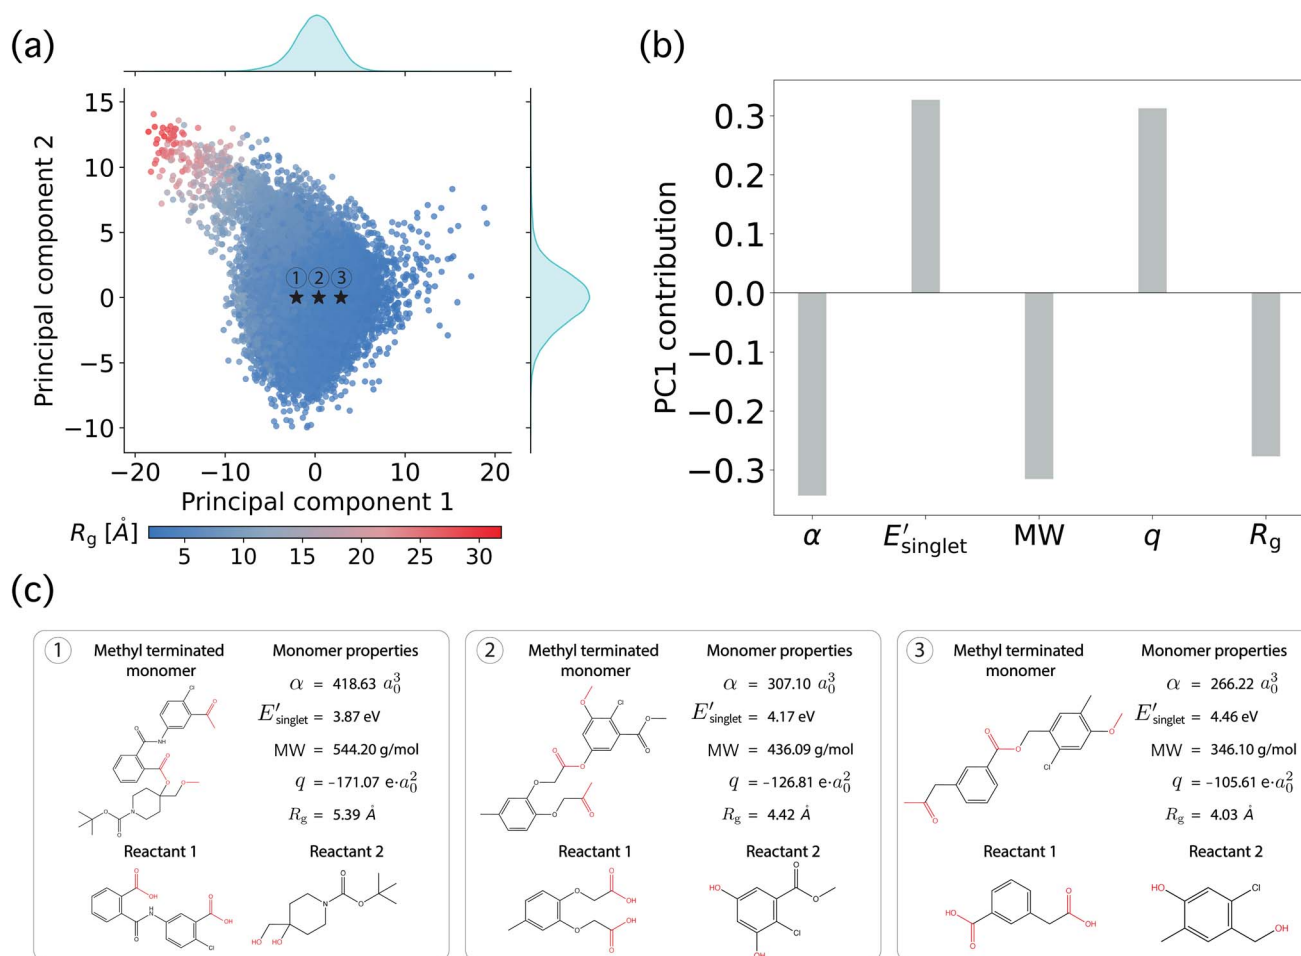 (a)
Principal component 2
15
10
5
0
−5
−10
1 2 3
−20 −10 0 10 20
Principal component 1
Rg [Å]
5 10 15 20 25 30
(b)
PC1 contribution
0.3
0.2
0.1
0.0
−0.1
−0.2
−0.3
α E′singlet MW q Rg
(c)
1
Methyl terminated
monomer
Monomer properties
α = 418.63 a₀³
E′singlet = 3.87 eV
MW = 544.20 g/mol
q = -171.07 e·a₀²
Rg = 5.39 Å
Reactant 1
Reactant 2
2
Methyl terminated
monomer
Monomer properties
α = 307.10 a₀³
E′singlet = 4.17 eV
MW = 436.09 g/mol
q = -126.81 e·a₀²
Rg = 4.42 Å
Reactant 1
Reactant 2
3
Methyl terminated
monomer
Monomer properties
α = 266.22 a₀³
E′singlet = 4.46 eV
MW = 346.10 g/mol
q = -105.61 e·a₀²
Rg = 4.03 Å
Reactant 1
Reactant 2